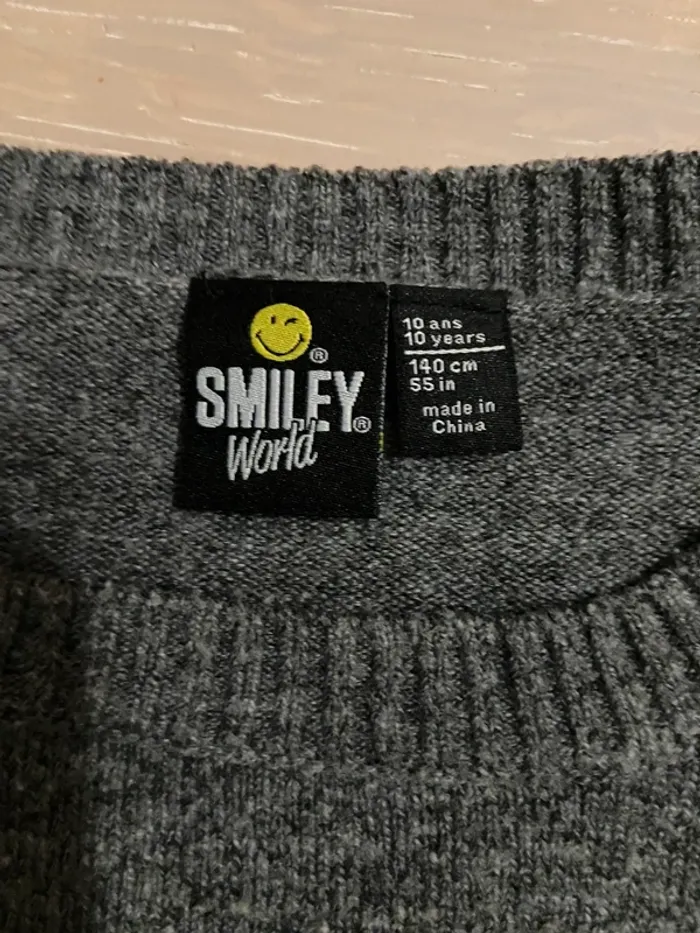 ®
SMILEY®
World
10 ans
10 years
140 cm
55 in
made in
China